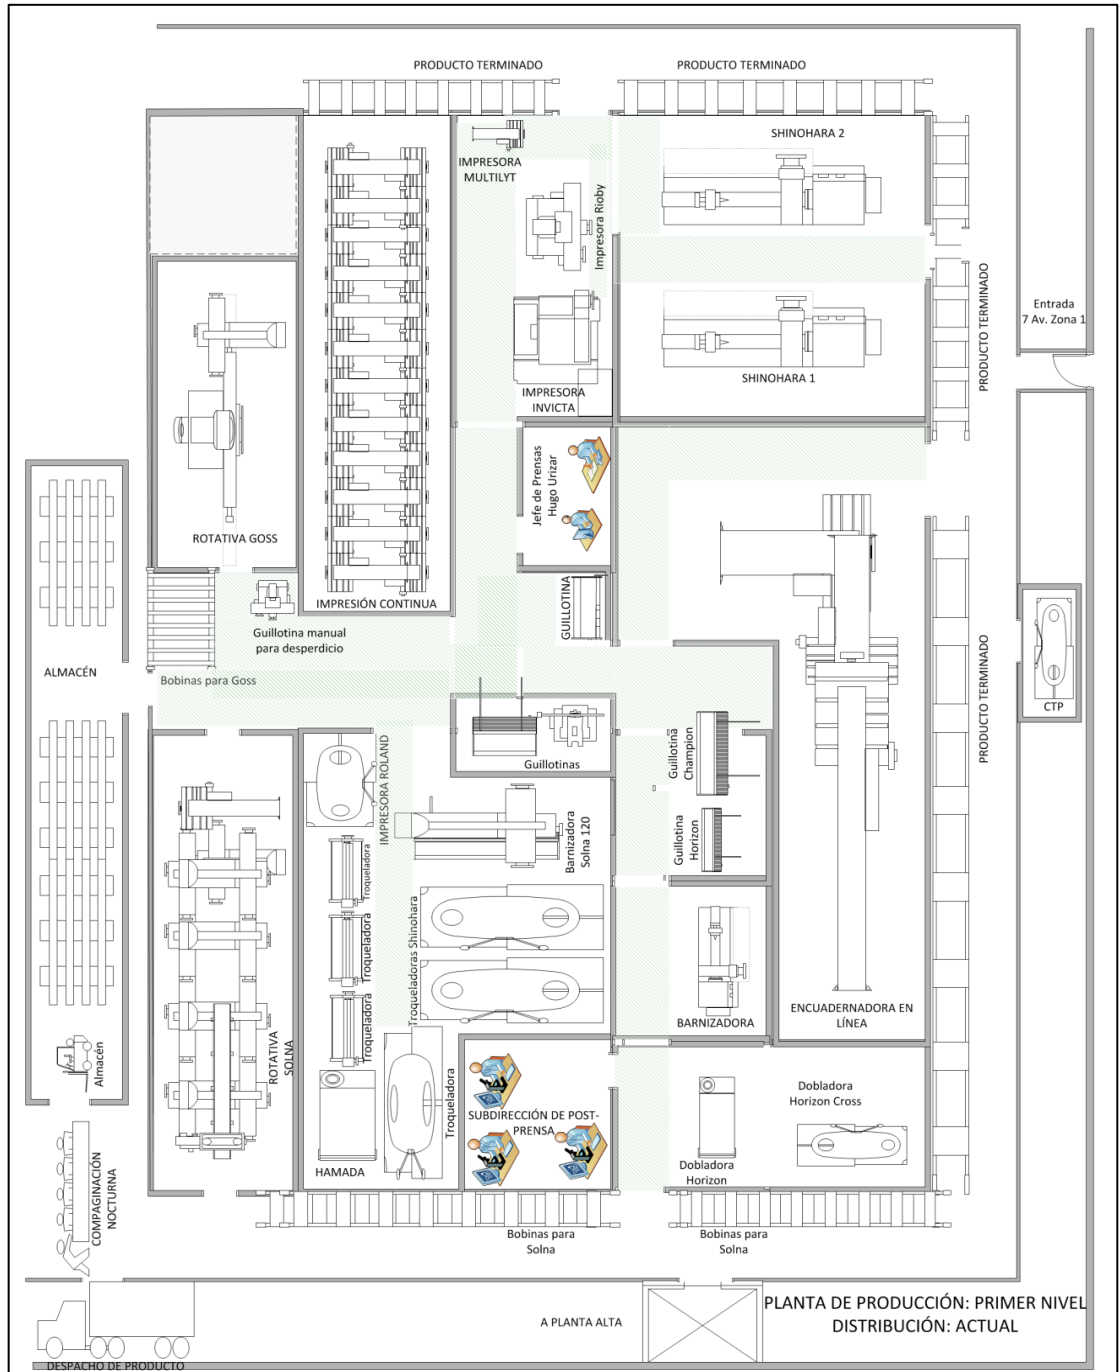 PRODUCTO TERMINADO
PRODUCTO TERMINADO
SHINOHARA 2
IMPRESORA
MULTILYT
Impresora Rioby
PRODUCTO TERMINADO
Entrada
7 Av. Zona 1
SHINOHARA 1
IMPRESORA
INVICTA
Jefe de Prensas
Hugo Urizar
ROTATIVA GOSS
IMPRESIÓN CONTINUA
GUILLOTINA
Guillotina manual
para desperdicio
ALMACÉN
Bobinas para Goss
PRODUCTO TERMINADO
CTP
Guillotinas
Guillotina
Champion
IMPRESORA ROLAND
Barnizadora
Solna 120
Guillotina
Horizon
Troqueladora
Troqueladora
Troqueladora
Troqueladoras Shinohara
BARNIZADORA
ENCUADERNADORA EN
LÍNEA
Almacén
ROTATIVA
SOLNA
Troqueladora
HAMADA
SUBDIRECCIÓN DE POST-
PRENSA
Dobladora
Horizon Cross
Dobladora
Horizon
COMPAGINACIÓN
NOCTURNA
Bobinas para
Solna
Bobinas para
Solna
A PLANTA ALTA
PLANTA DE PRODUCCIÓN: PRIMER NIVEL
DISTRIBUCIÓN: ACTUAL
DESPACHO DE PRODUCTO